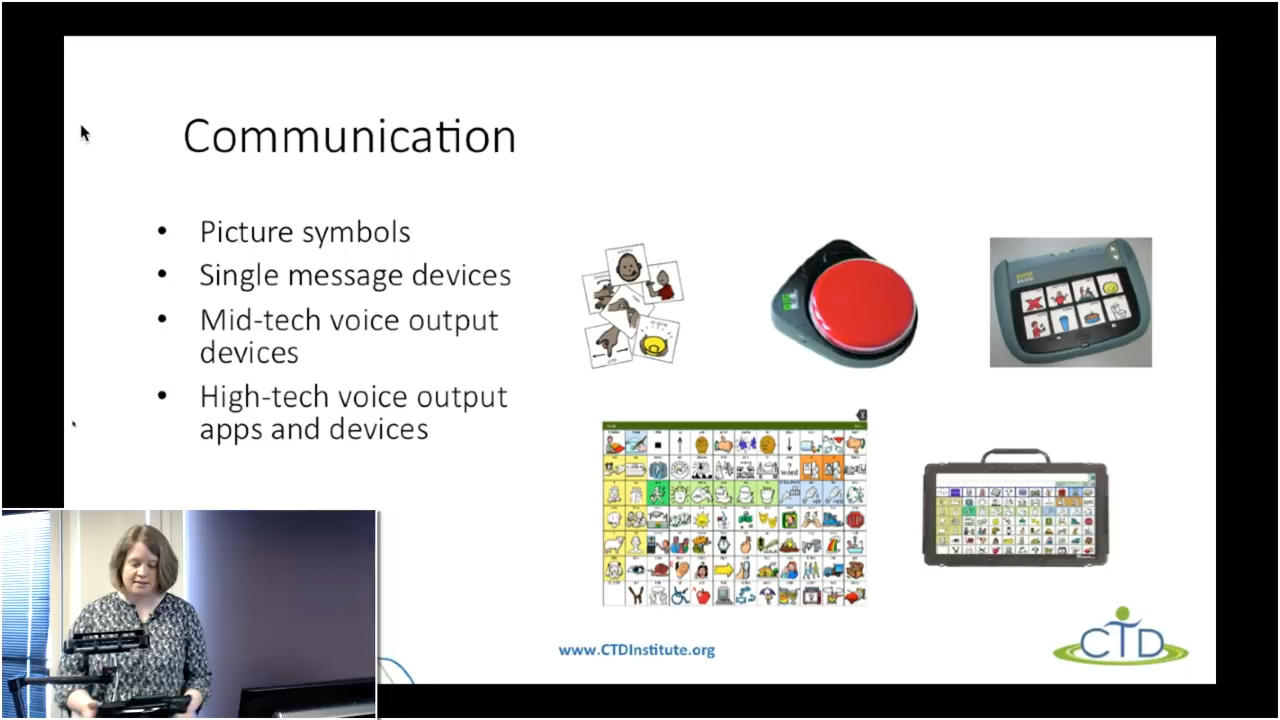 Communication
• Picture symbols
• Single message devices
• Mid-tech voice output
devices
• High-tech voice output
apps and devices
www.CTDInstitute.org
CTD